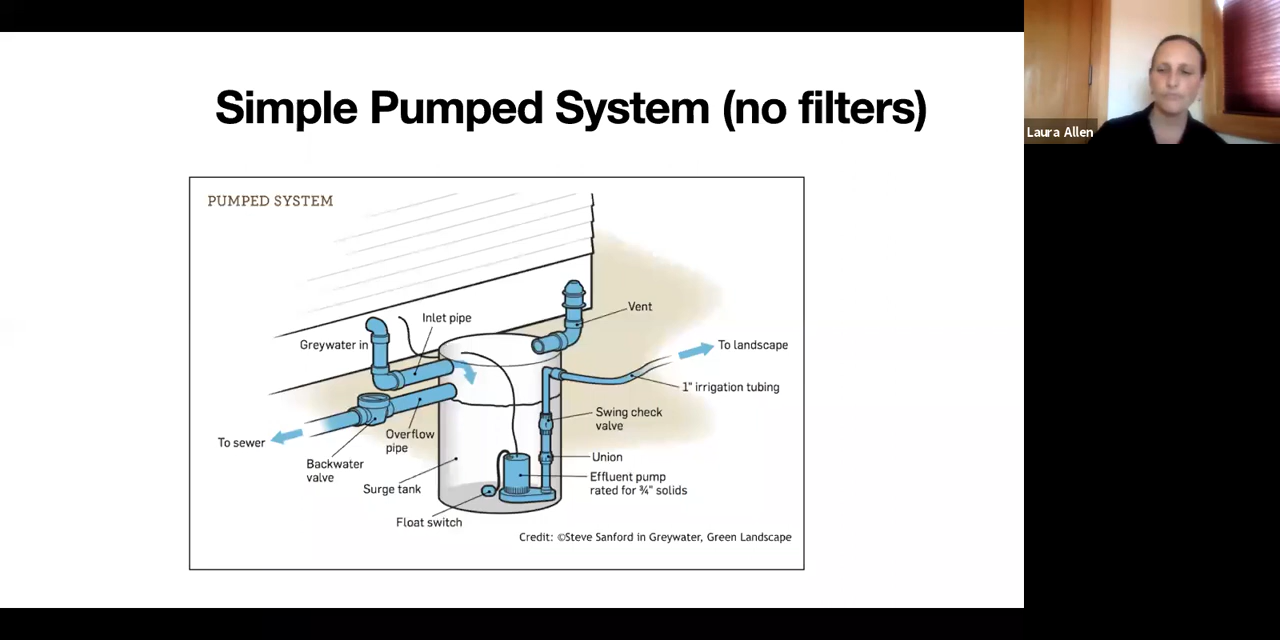 Simple Pumped System (no filters)
Laura Allen
PUMPED SYSTEM
Vent
Inlet pipe
Greywater in
To landscape
1" irrigation tubing
Swing check
valve
To sewer
Overflow
pipe
Backwater
valve
Union
Surge tank
Effluent pump
rated for ¾" solids
Float switch
Credit: ©Steve Sanford in Greywater, Green Landscape